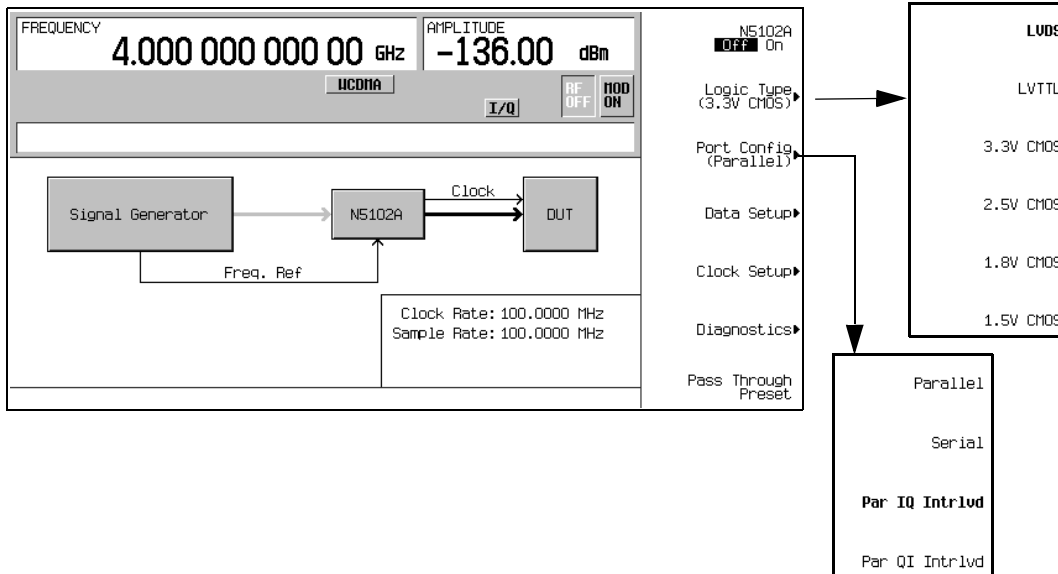 FREQUENCY
4.000 000 000 00 GHz
AMPLITUDE
-136.00 dBm
WCDMA
I/Q
RF
OFF
MOD
ON
Signal Generator
N5102A
Clock
DUT
Freq. Ref
Clock Rate: 100.0000 MHz
Sample Rate: 100.0000 MHz
N5102A
Off On
Logic Type
(3.3V CMOS)
Port Config
(Parallel)
Data Setup
Clock Setup
Diagnostics
Pass Through
Preset
LVDS
LVTTL
3.3V CMOS
2.5V CMOS
1.8V CMOS
1.5V CMOS
Parallel
Serial
Par IQ Intrlvd
Par QI Intrlvd